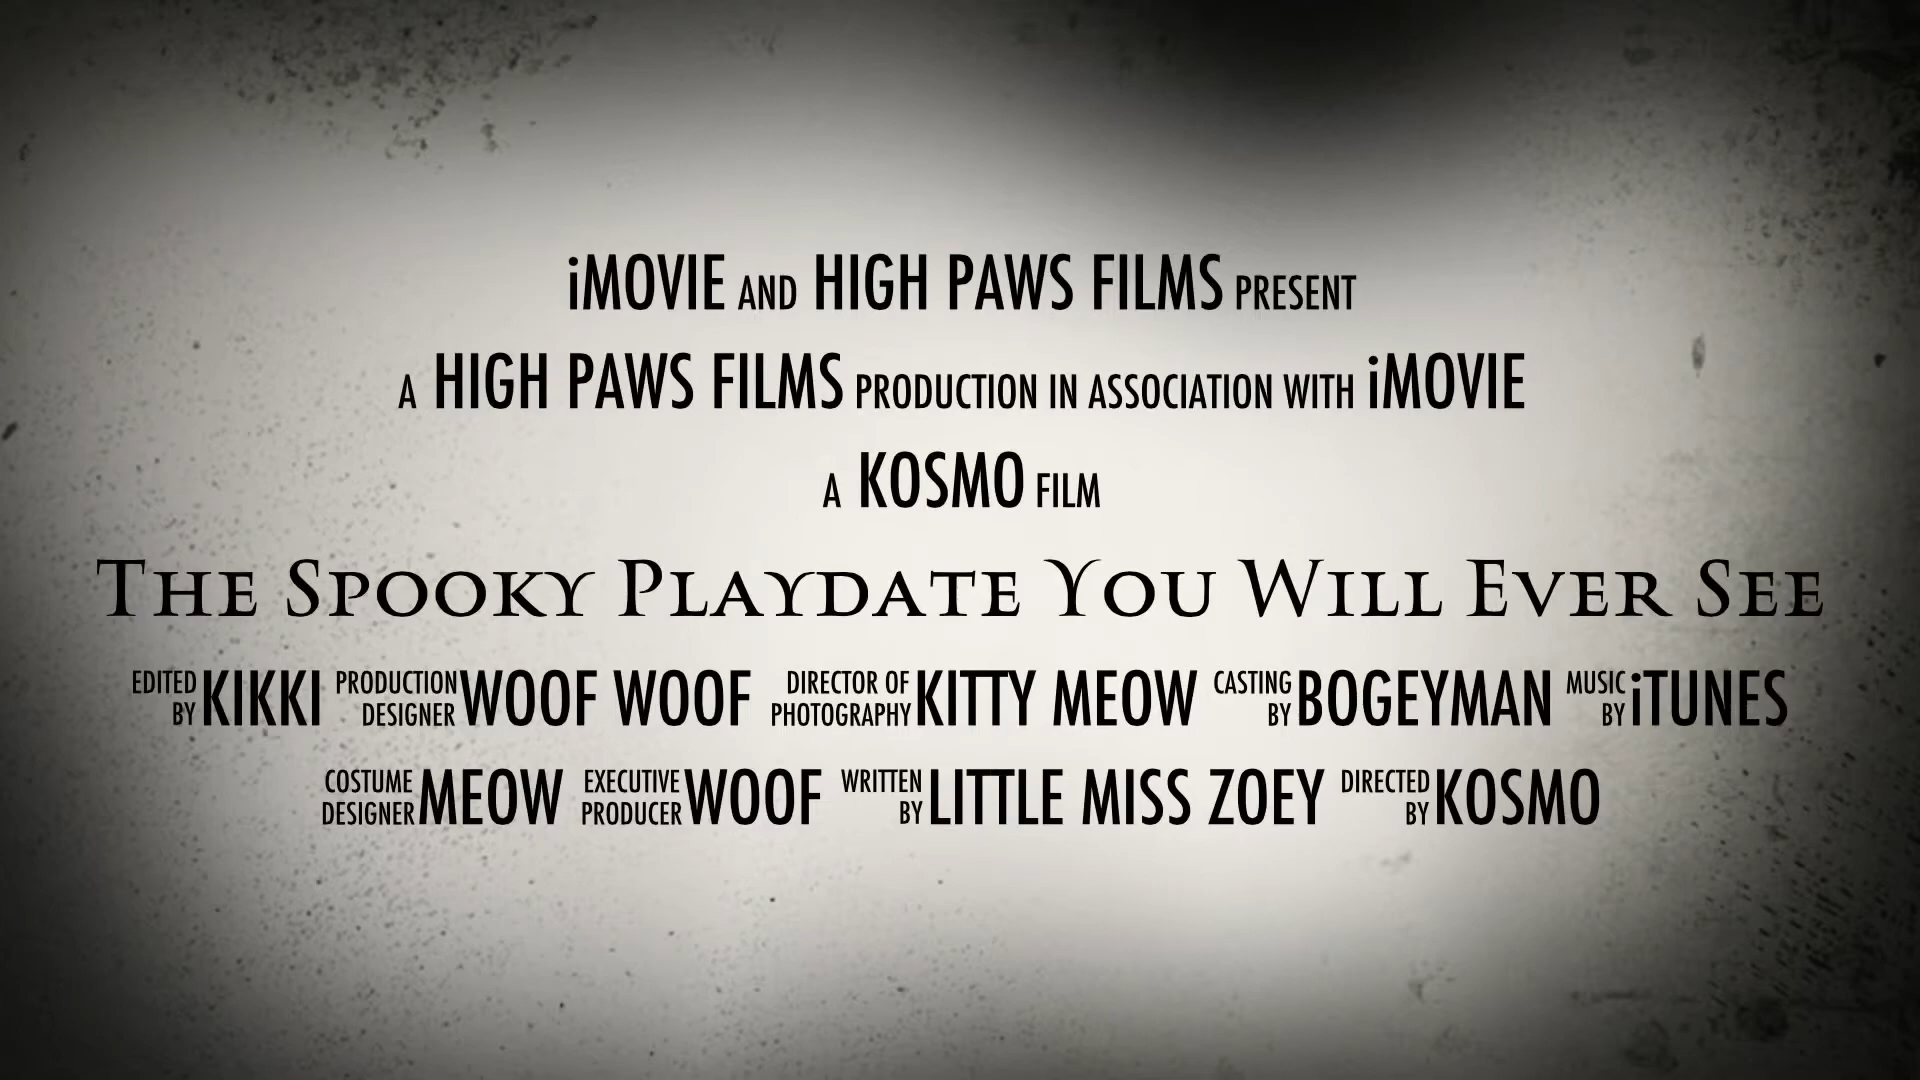 iMOVIE AND HIGH PAWS FILMS PRESENT
A HIGH PAWS FILMS PRODUCTION IN ASSOCIATION WITH iMOVIE
A KOSMO FILM
THE SPOOKY PLAYDATE YOU WILL EVER SEE
EDITED BY KIKKI PRODUCTION DESIGNER WOOF WOOF DIRECTOR OF PHOTOGRAPHY KITTY MEOW CASTING BY BOGEYMAN MUSIC BY iTUNES
COSTUME DESIGNER MEOW EXECUTIVE PRODUCER WOOF WRITTEN BY LITTLE MISS ZOEY DIRECTED BY KOSMO